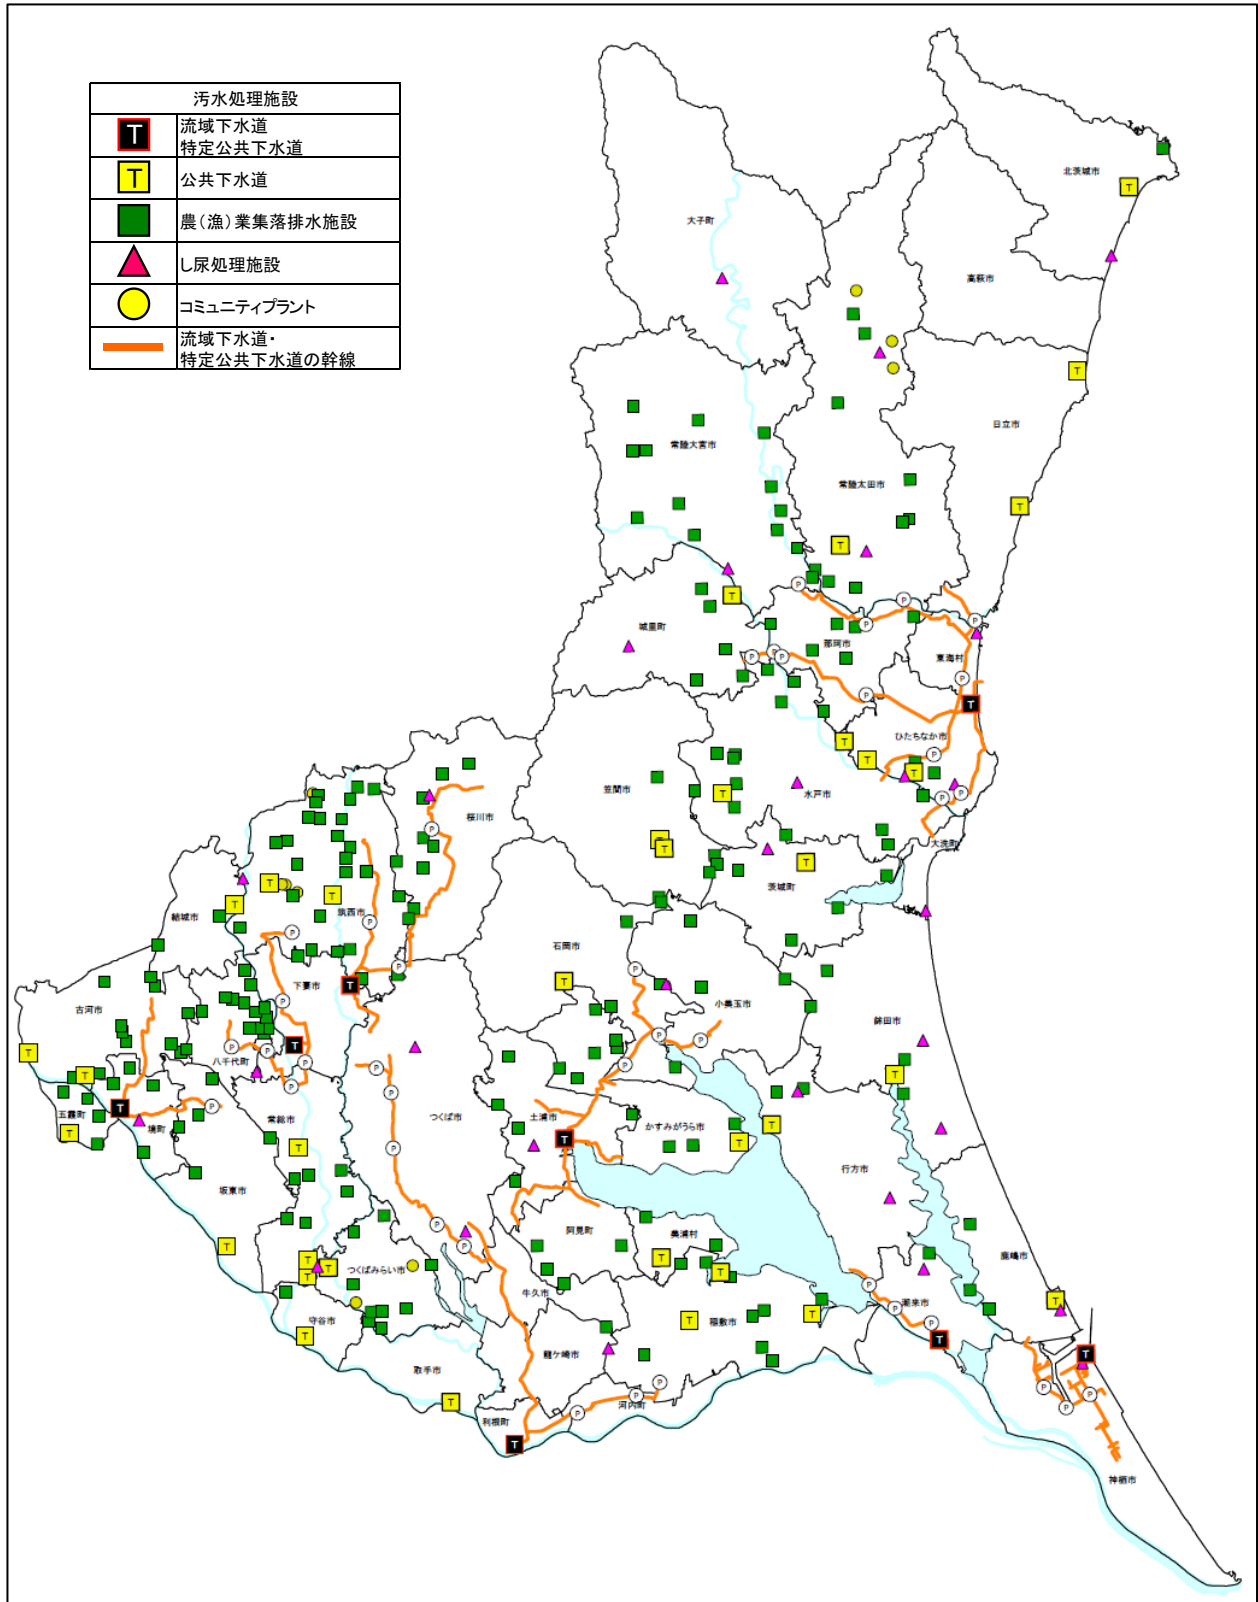 汚水処理施設
T
流域下水道
特定公共下水道
T
公共下水道
農(漁)業集落排水施設
し尿処理施設
コミュニティプラント
流域下水道・
特定公共下水道の幹線
北茨城市
大子町
高萩市
日立市
常陸大宮市
常陸太田市
城里町
那珂市
東海村
ひたちなか市
笠間市
水戸市
桜川市
大洗町
茨城町
筑西市
結城市
石岡市
小美玉市
下妻市
古河市
鉾田市
八千代町
五霞町
境町
常総市
つくば市
土浦市
かすみがうら市
行方市
坂東市
阿見町
美浦村
鹿嶋市
つくばみらい市
牛久市
潮来市
守谷市
稲敷市
龍ケ崎市
取手市
利根町
河内町
神栖市